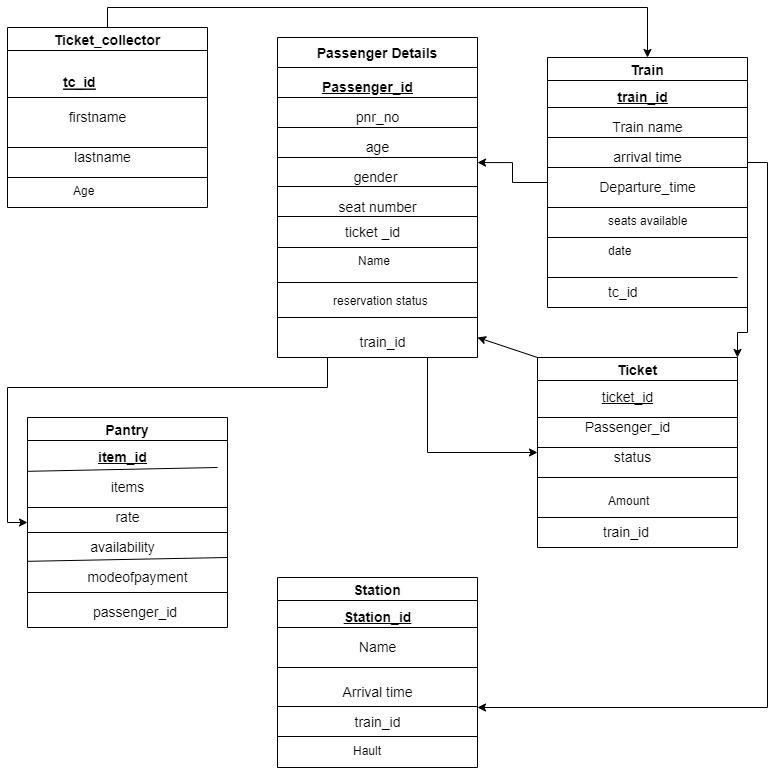 Ticket_collector
tc_id
firstname
lastname
Age
Passenger Details
Passenger_id
pnr_no
age
gender
seat number
ticket _id
Name
reservation status
train_id
Train
train_id
Train name
arrival time
Departure_time
seats available
date
tc_id
Ticket
ticket_id
Passenger_id
status
Amount
train_id
Pantry
item_id
items
rate
availability
modeofpayment
passenger_id
Station
Station_id
Name
Arrival time
train_id
Hault